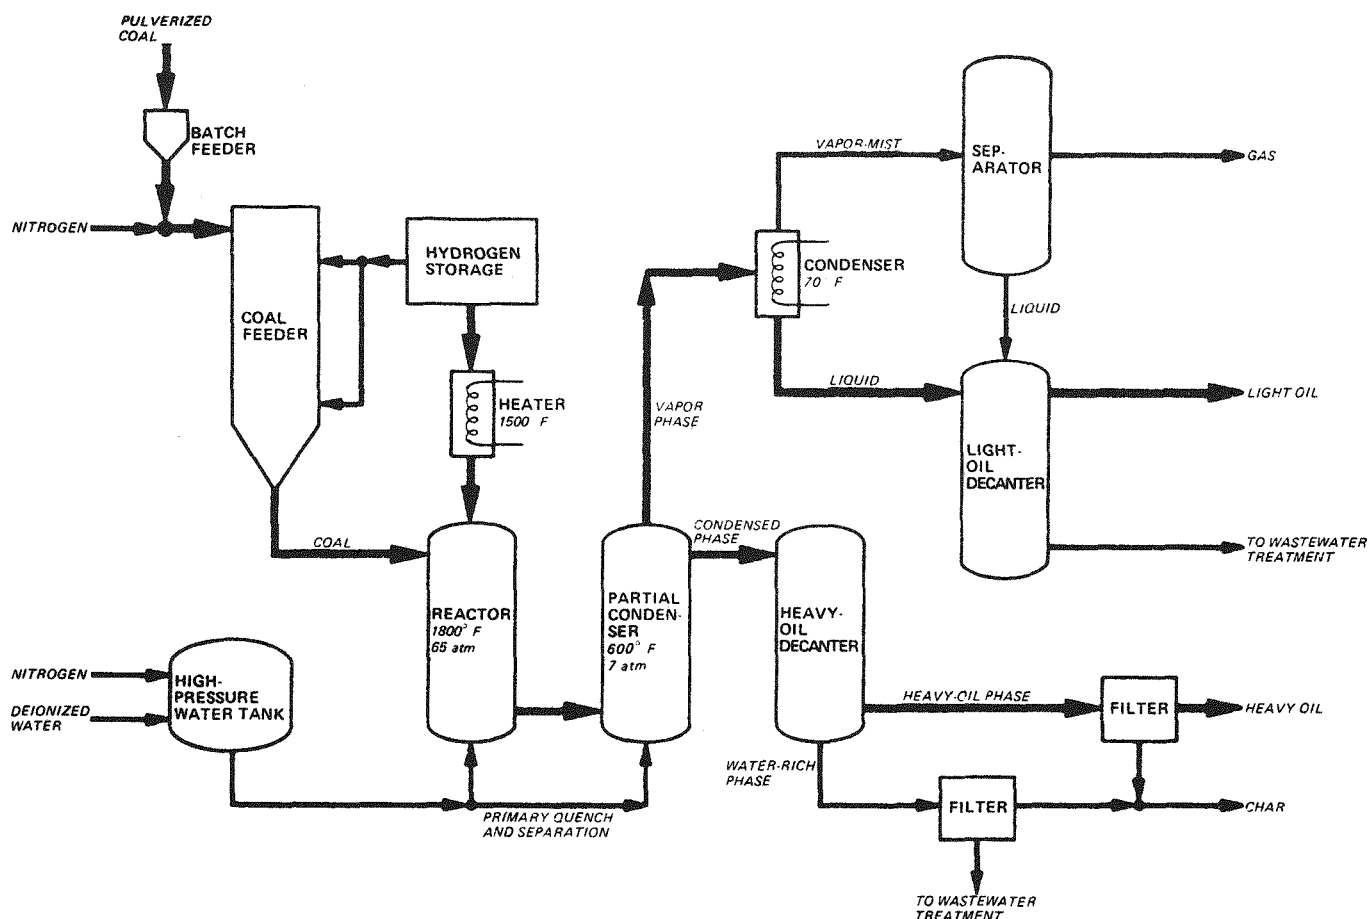 PULVERIZED
COAL
BATCH
FEEDER
NITROGEN
COAL
FEEDER
HYDROGEN
STORAGE
HEATER
1500 F
COAL
REACTOR
1800° F
65 atm
NITROGEN
DEIONIZED
WATER
HIGH-
PRESSURE
WATER TANK
PRIMARY QUENCH
AND SEPARATION
PARTIAL
CONDEN-
SER
600° F
7 atm
VAPOR
PHASE
CONDENSED
PHASE
VAPOR-MIST
CONDENSER
70° F
LIQUID
SEP-
ARATOR
GAS
LIQUID
LIGHT-
OIL
DECANTER
LIGHT OIL
TO WASTEWATER
TREATMENT
HEAVY-
OIL
DECANTER
HEAVY-OIL PHASE
FILTER
HEAVY OIL
WATER-RICH
PHASE
FILTER
CHAR
TO WASTEWATER
TREATMENT